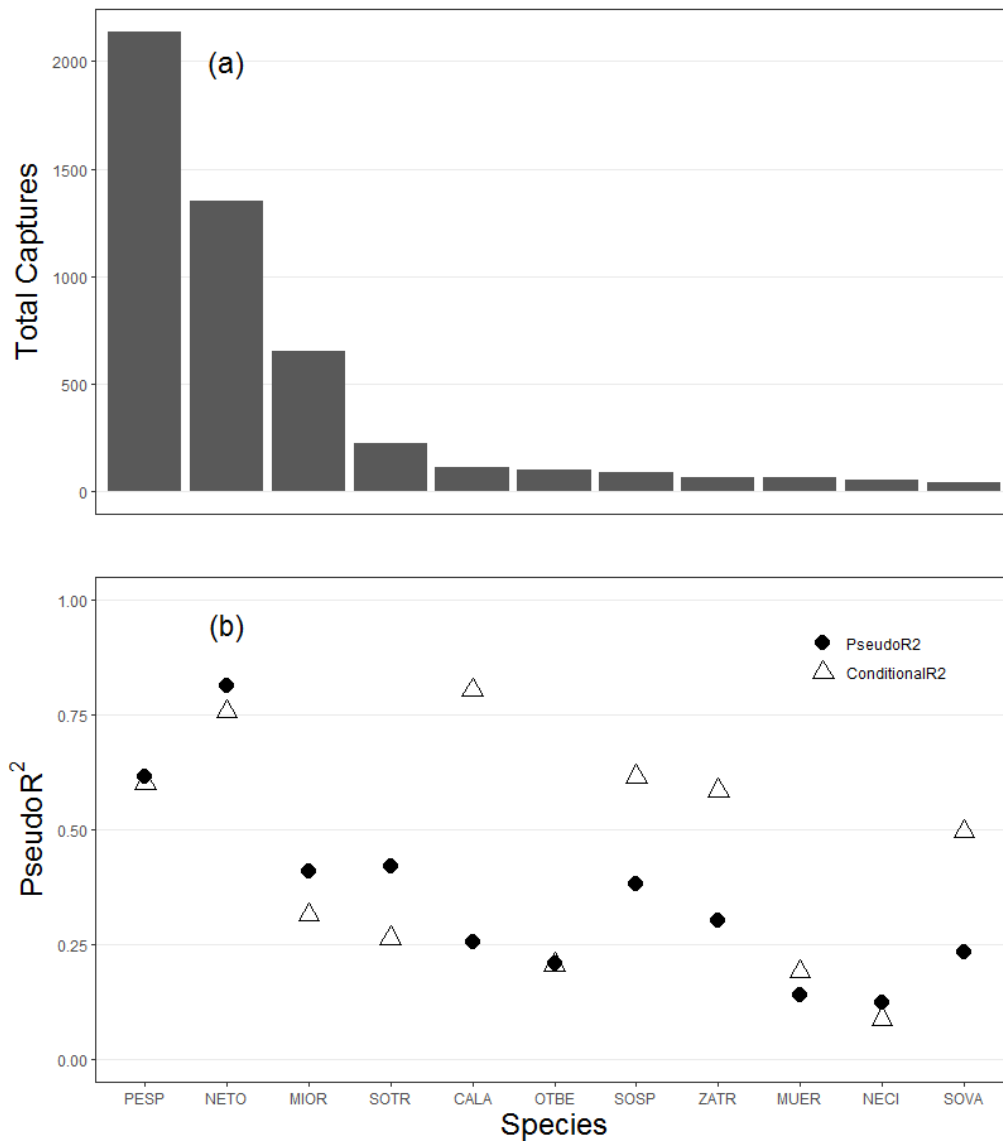 (a)
2000
1500
1000
500
0
Total Captures
(b)
PseudoR2
ConditionalR2
1.00
0.75
0.50
0.25
0.00
PseudoR²
PESP NETO MIOR SOTR CALA OTBE SOSP ZATR MUER NECI SOVA
Species